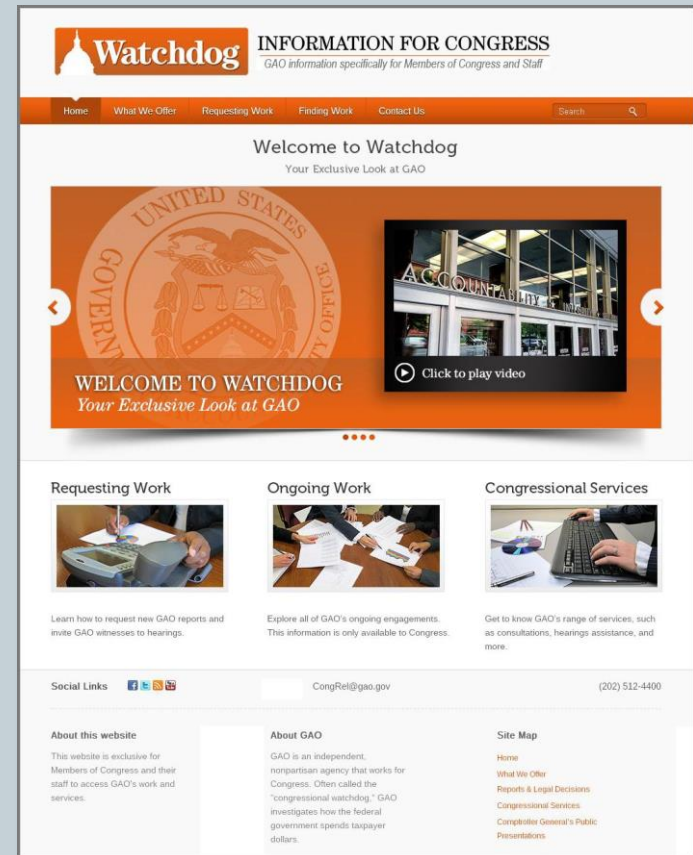 Watchdog
INFORMATION FOR CONGRESS
GAO information specifically for Members of Congress and Staff
Home What We Offer Requesting Work Finding Work Contact Us Search
Welcome to Watchdog
Your Exclusive Look at GAO
UNITED STATES
GOVERNMENT ACCOUNTABILITY OFFICE
ACCOUNTABILITY
Click to play video
WELCOME TO WATCHDOG
Your Exclusive Look at GAO
Requesting Work
Learn how to request new GAO reports and
invite GAO witnesses to hearings.
Ongoing Work
Explore all of GAO's ongoing engagements.
This information is only available to Congress.
Congressional Services
Get to know GAO's range of services, such
as consultations, hearings assistance, and
more.
Social Links CongRel@gao.gov (202) 512-4400
About this website
This website is exclusive for
Members of Congress and their
staff to access GAO's work and
services.
About GAO
GAO is an independent,
nonpartisan agency that works for
Congress. Often called the
"congressional watchdog," GAO
investigates how the federal
government spends taxpayer
dollars.
Site Map
Home
What We Offer
Reports & Legal Decisions
Congressional Services
Comptroller General's Public
Presentations